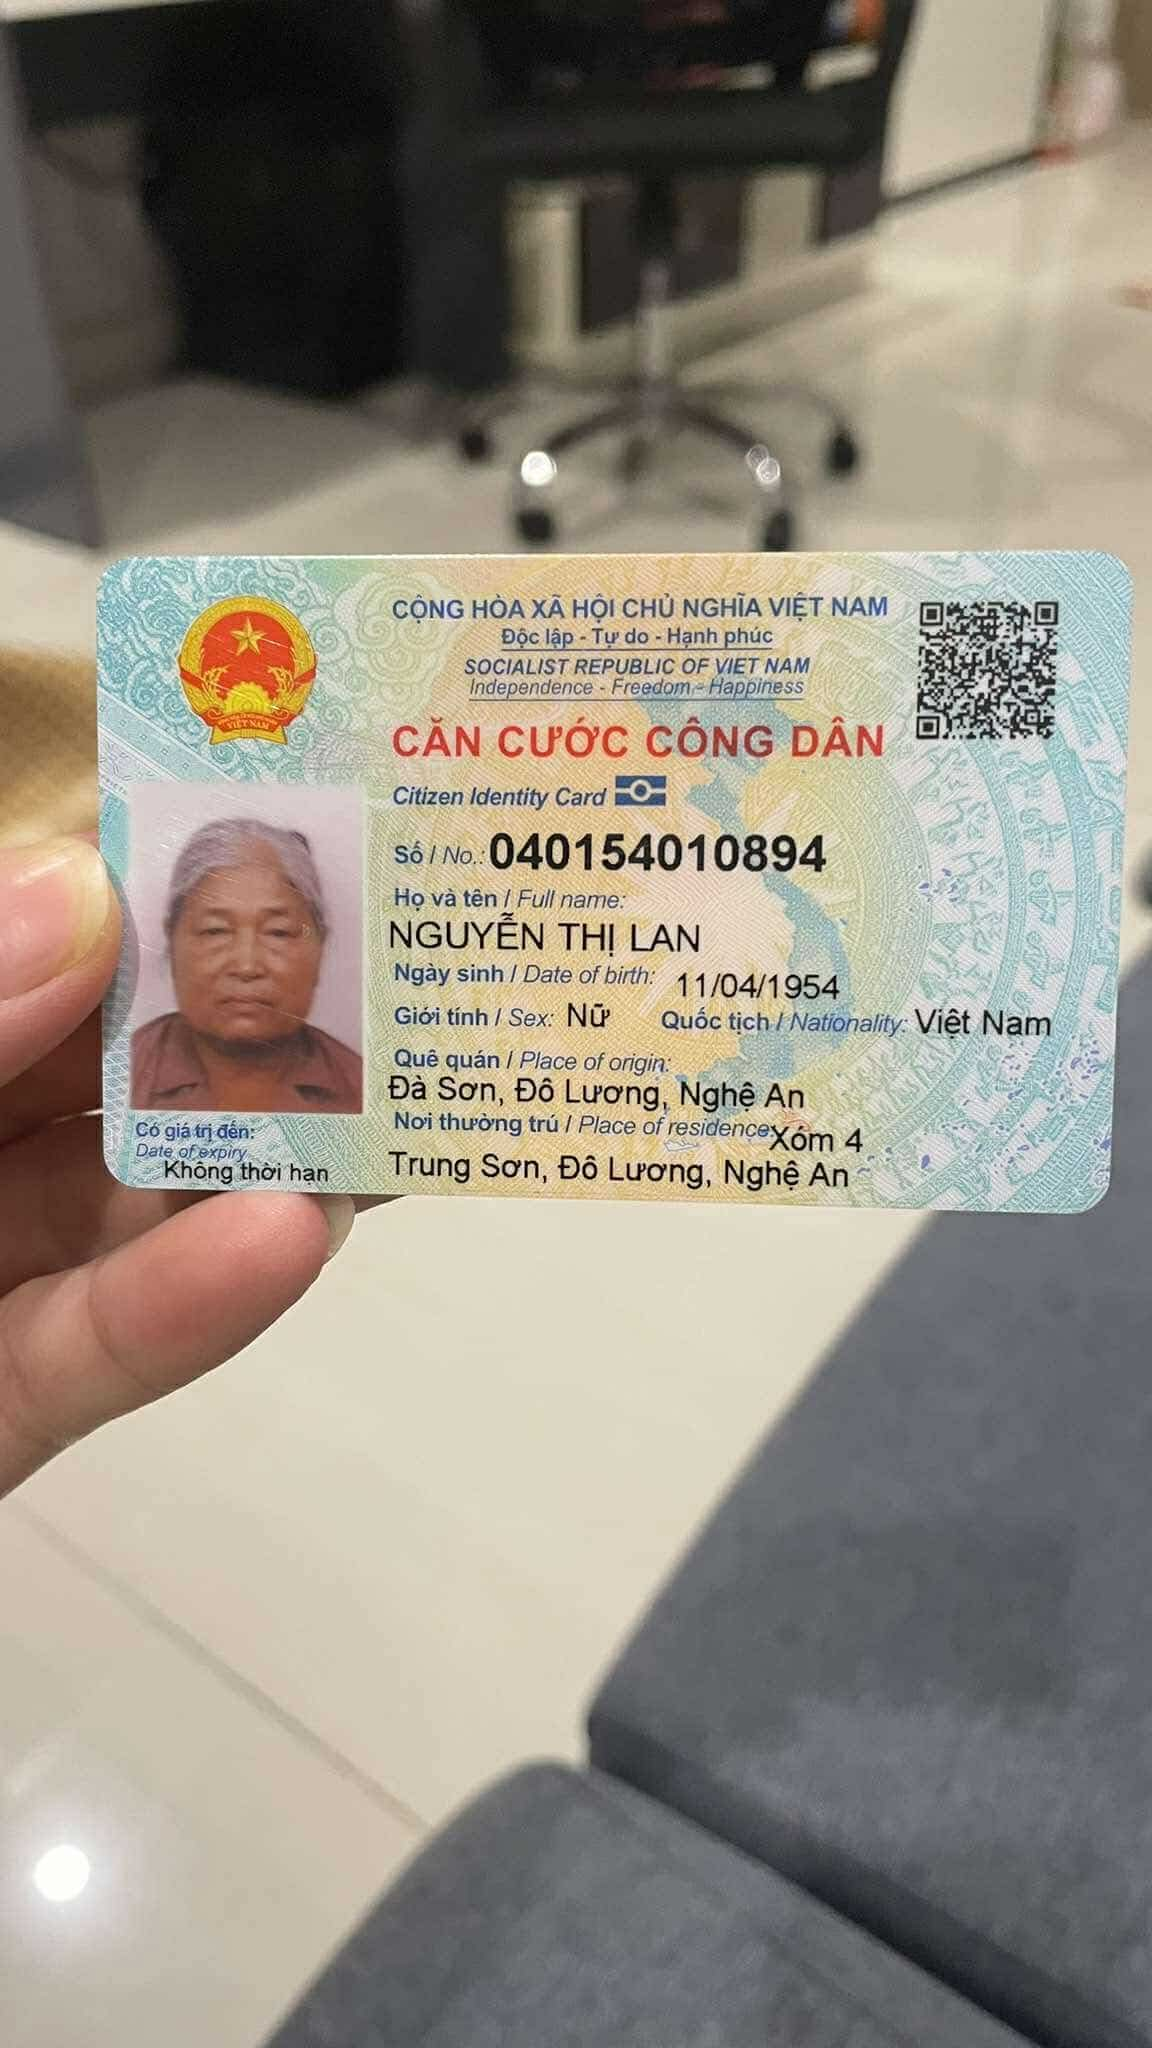 CỘNG HÒA XÃ HỘI CHỦ NGHĨA VIỆT NAM
Độc lập - Tự do - Hạnh phúc
SOCIALIST REPUBLIC OF VIET NAM
Independence - Freedom - Happiness
CĂN CƯỚC CÔNG DÂN
Citizen Identity Card
Số / No.: 040154010894
Họ và tên / Full name:
NGUYỄN THỊ LAN
Ngày sinh / Date of birth: 11/04/1954
Giới tính / Sex: Nữ Quốc tịch / Nationality: Việt Nam
Quê quán / Place of origin:
Đà Sơn, Đô Lương, Nghệ An
Nơi thường trú / Place of residence: Xóm 4
Trung Sơn, Đô Lương, Nghệ An
Có giá trị đến:
Date of expiry
Không thời hạn
VIỆT NAM